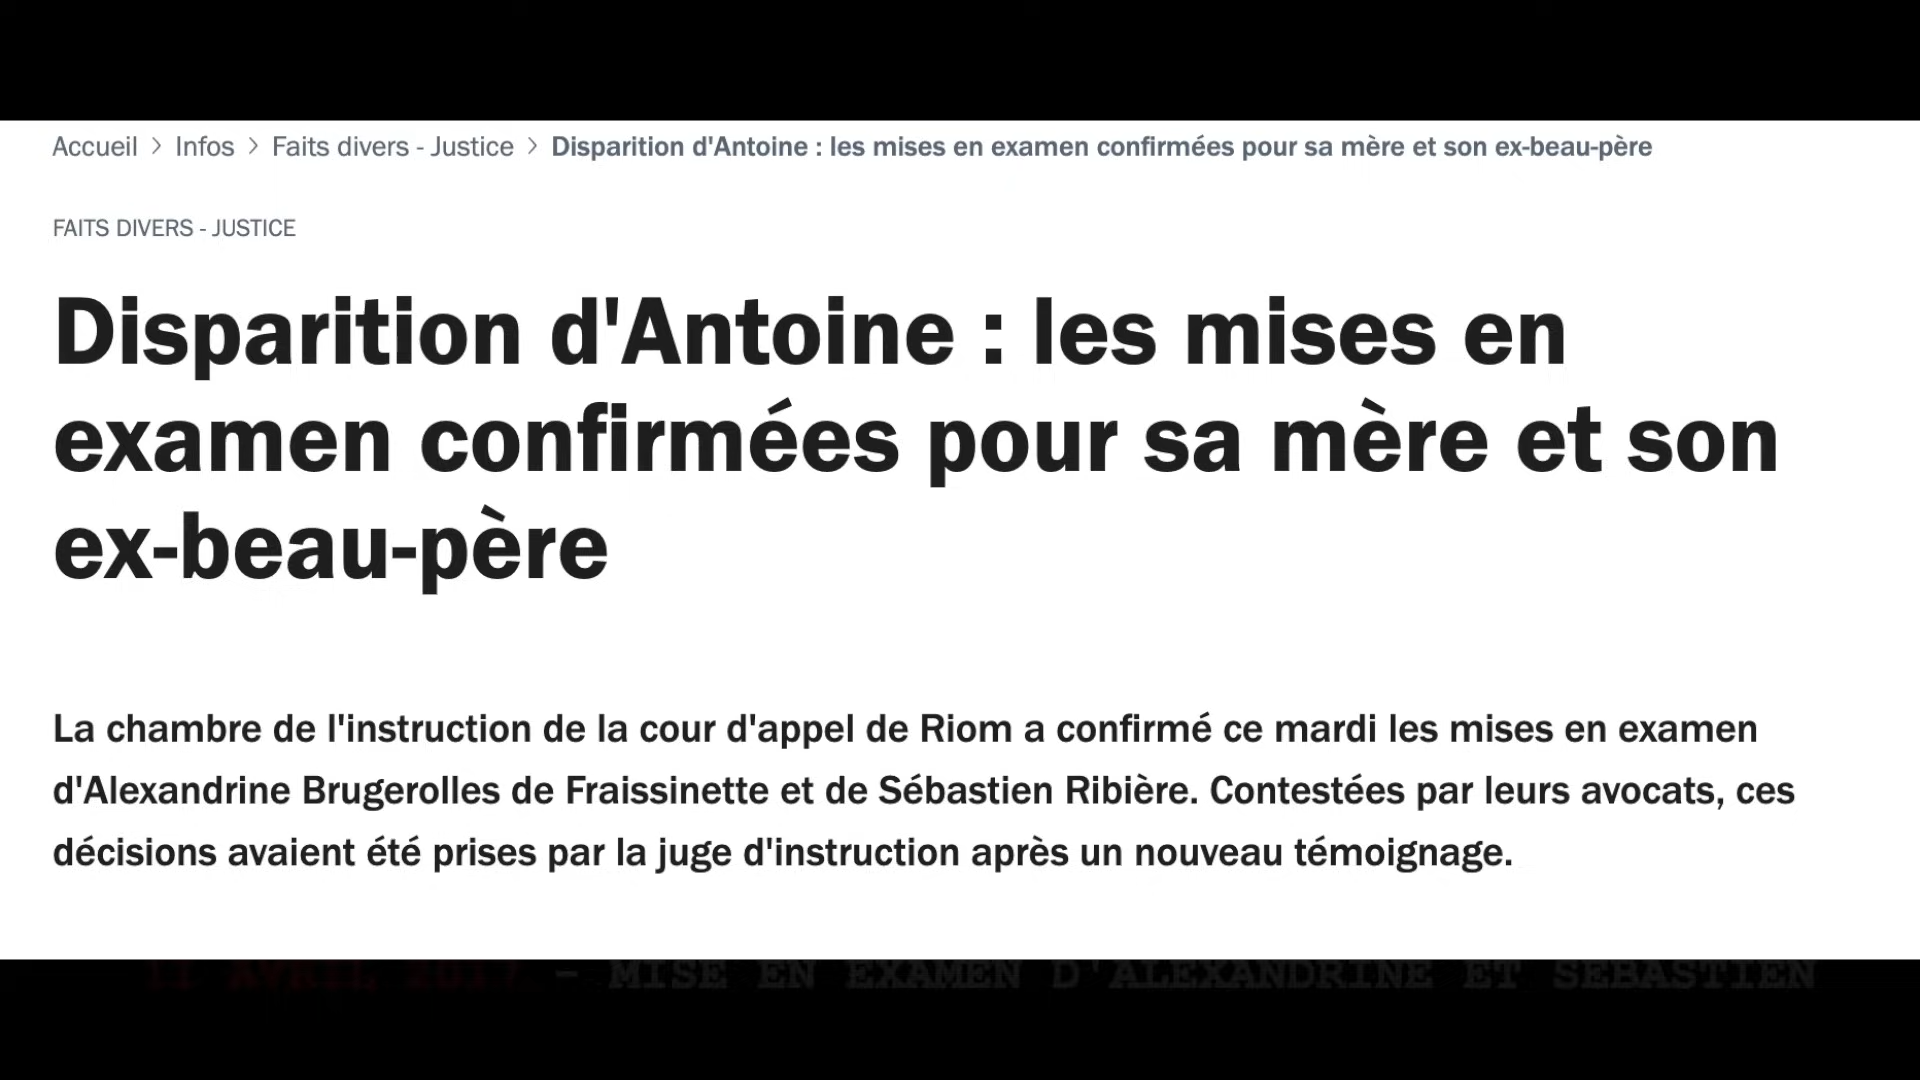 Accueil > Infos > Faits divers - Justice > Disparition d'Antoine : les mises en examen confirmées pour sa mère et son ex-beau-père
FAITS DIVERS - JUSTICE
Disparition d'Antoine : les mises en
examen confirmées pour sa mère et son
ex-beau-père
La chambre de l'instruction de la cour d'appel de Riom a confirmé ce mardi les mises en examen
d'Alexandrine Brugerolles de Fraissinette et de Sébastien Ribière. Contestées par leurs avocats, ces
décisions avaient été prises par la juge d'instruction après un nouveau témoignage.
11 AVRIL 2017 - MISE EN EXAMEN D'ALEXANDRINE ET SEBASTIEN